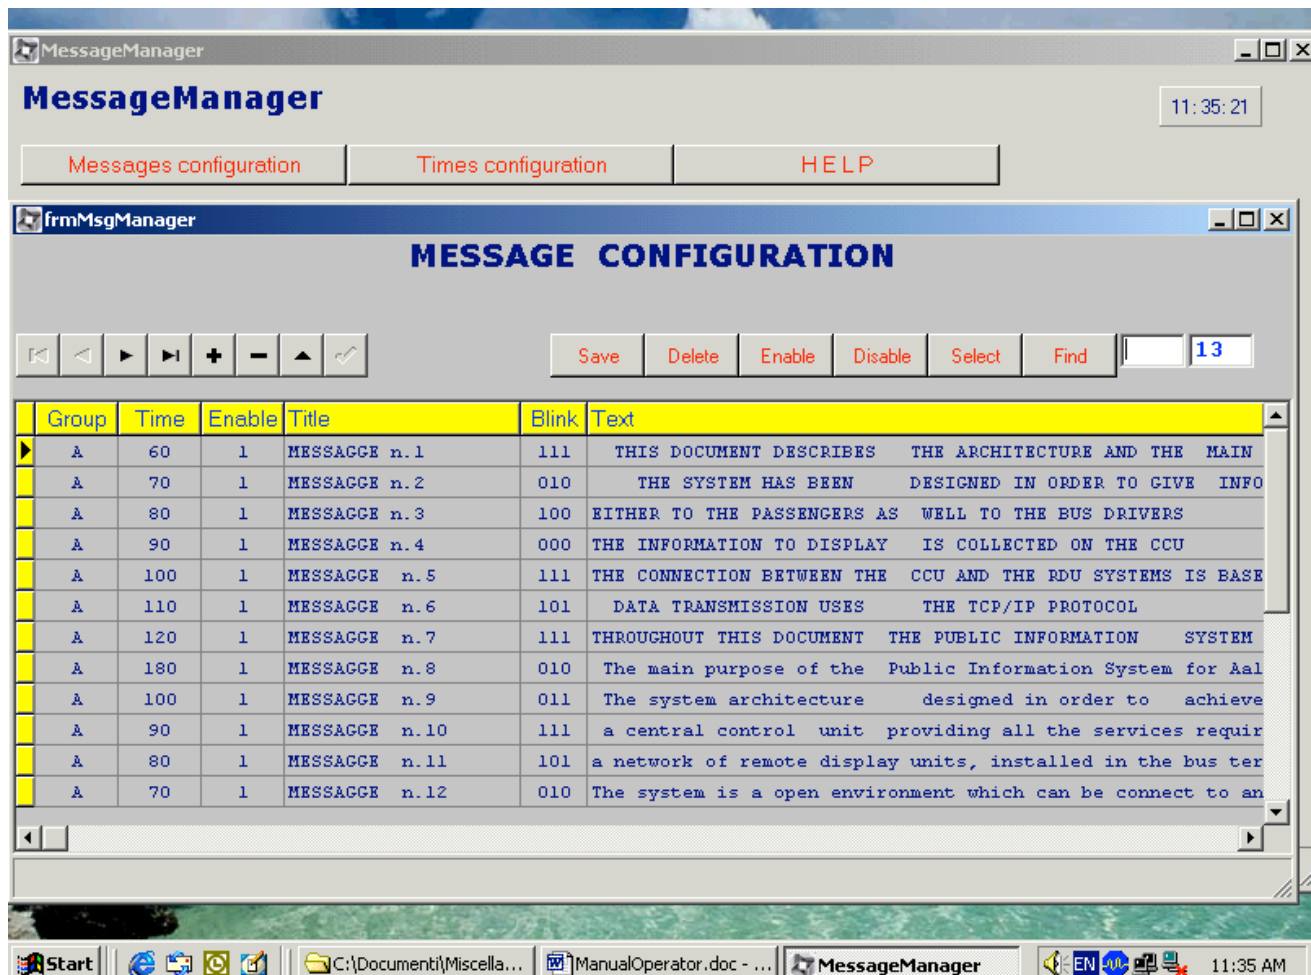 MessageManager
MessageManager
11:35:21
Messages configuration Times configuration HELP
frmMsgManager
MESSAGE CONFIGURATION
Save Delete Enable Disable Select Find 13
Group Time Enable Title Blink Text
A 60 1 MESSAGGE n.1 111 THIS DOCUMENT DESCRIBES THE ARCHITECTURE AND THE MAIN
A 70 1 MESSAGGE n.2 010 THE SYSTEM HAS BEEN DESIGNED IN ORDER TO GIVE INFO
A 80 1 MESSAGGE n.3 100 EITHER TO THE PASSENGERS AS WELL TO THE BUS DRIVERS
A 90 1 MESSAGGE n.4 000 THE INFORMATION TO DISPLAY IS COLLECTED ON THE CCU
A 100 1 MESSAGGE n.5 111 THE CONNECTION BETWEEN THE CCU AND THE RDU SYSTEMS IS BASE
A 110 1 MESSAGGE n.6 101 DATA TRANSMISSION USES THE TCP/IP PROTOCOL
A 120 1 MESSAGGE n.7 111 THROUGHOUT THIS DOCUMENT THE PUBLIC INFORMATION SYSTEM
A 180 1 MESSAGGE n.8 010 The main purpose of the Public Information System for Aal
A 100 1 MESSAGGE n.9 011 The system architecture designed in order to achieve
A 90 1 MESSAGGE n.10 111 a central control unit providing all the services requir
A 80 1 MESSAGGE n.11 101 a network of remote display units, installed in the bus ter
A 70 1 MESSAGGE n.12 010 The system is a open environment which can be connect to an
Start C:\Documenti\Miscella... ManualOperator.doc - ... MessageManager EN 11:35 AM